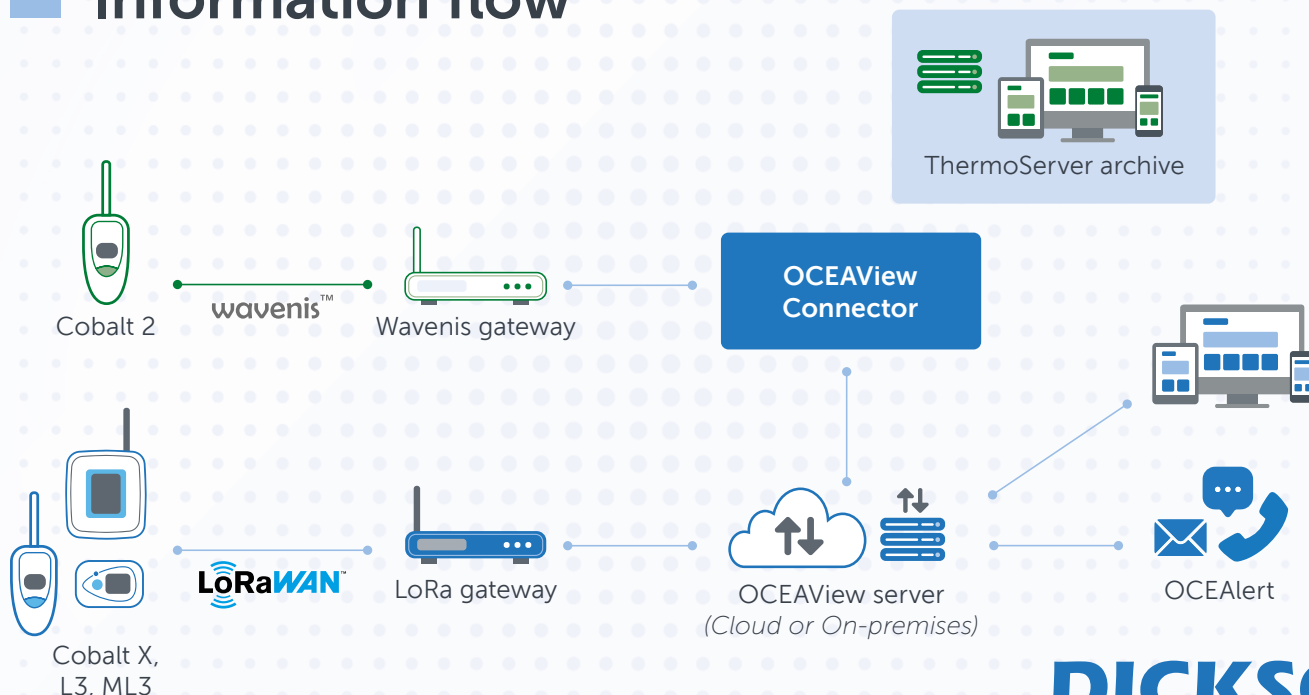 Information flow
ThermoServer archive
OCEAView
Connector
Cobalt 2
wavenis™
Wavenis gateway
LoRaWAN™
LoRa gateway
OCEAView server
(Cloud or On-premises)
OCEAlert
Cobalt X,
L3, ML3